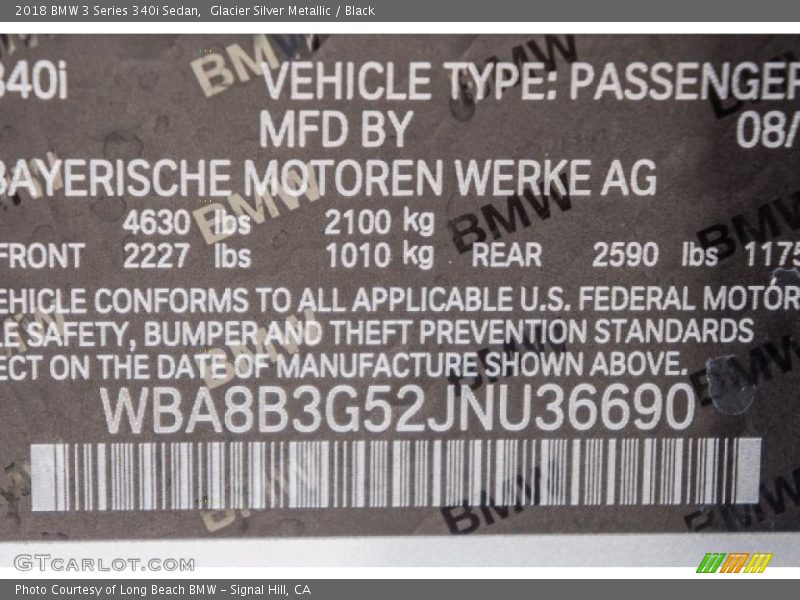 2018 BMW 3 Series 340i Sedan,  Glacier Silver Metallic / Black
340i VEHICLE TYPE: PASSENGER
MFD BY 08/
BAYERISCHE MOTOREN WERKE AG
4630 lbs 2100 kg
FRONT 2227 lbs 1010 kg REAR 2590 lbs 1175
EHICLE CONFORMS TO ALL APPLICABLE U.S. FEDERAL MOTOR
LE SAFETY, BUMPER AND THEFT PREVENTION STANDARDS
ECT ON THE DATE OF MANUFACTURE SHOWN ABOVE.
WBA8B3G52JNU36690
GTCARLOT.COM
Photo Courtesy of Long Beach BMW – Signal Hill, CA